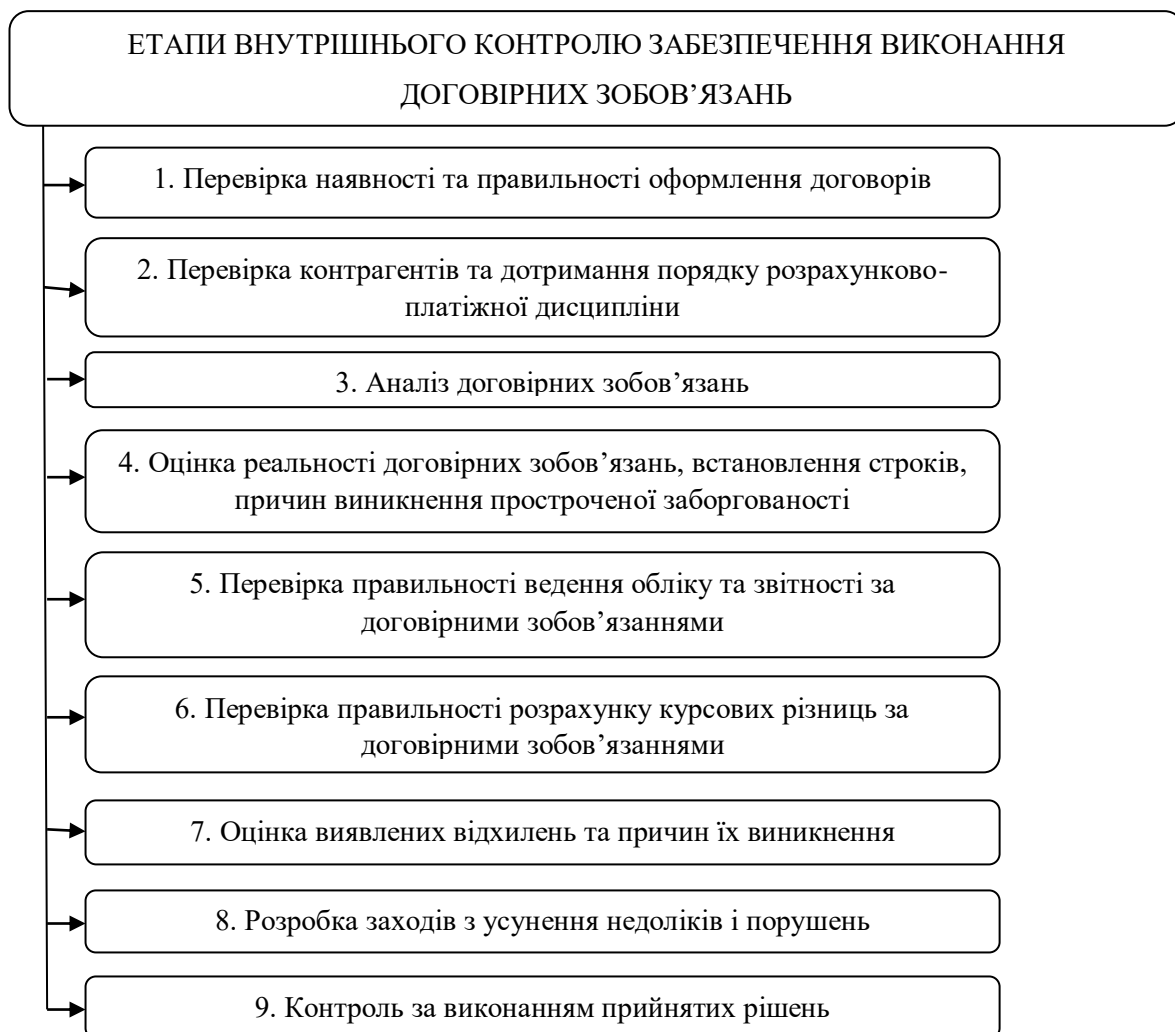 ЕТАПИ ВНУТРІШНЬОГО КОНТРОЛЮ ЗАБЕЗПЕЧЕННЯ ВИКОНАННЯ
ДОГОВІРНИХ ЗОБОВ’ЯЗАНЬ
1. Перевірка наявності та правильності оформлення договорів
2. Перевірка контрагентів та дотримання порядку розрахунково-
платіжної дисципліни
3. Аналіз договірних зобов’язань
4. Оцінка реальності договірних зобов’язань, встановлення строків,
причин виникнення простроченої заборгованості
5. Перевірка правильності ведення обліку та звітності за
договірними зобов’язаннями
6. Перевірка правильності розрахунку курсових різниць за
договірними зобов’язаннями
7. Оцінка виявлених відхилень та причин їх виникнення
8. Розробка заходів з усунення недоліків і порушень
9. Контроль за виконанням прийнятих рішень